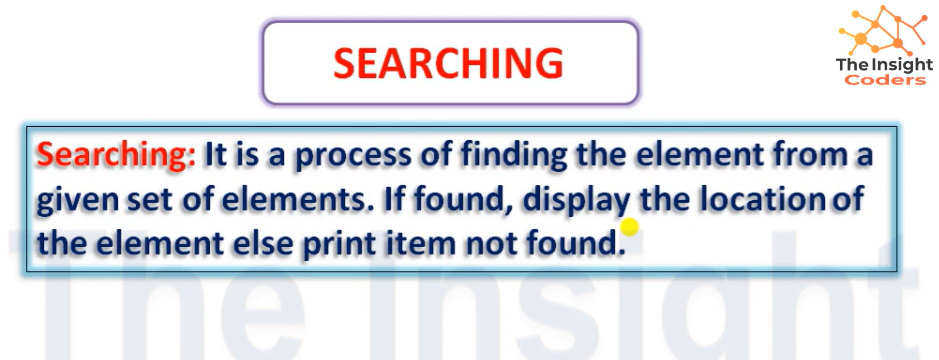 SEARCHING
The Insight
Coders
Searching: It is a process of finding the element from a
given set of elements. If found, display the location of
the element else print item not found.
The Insight